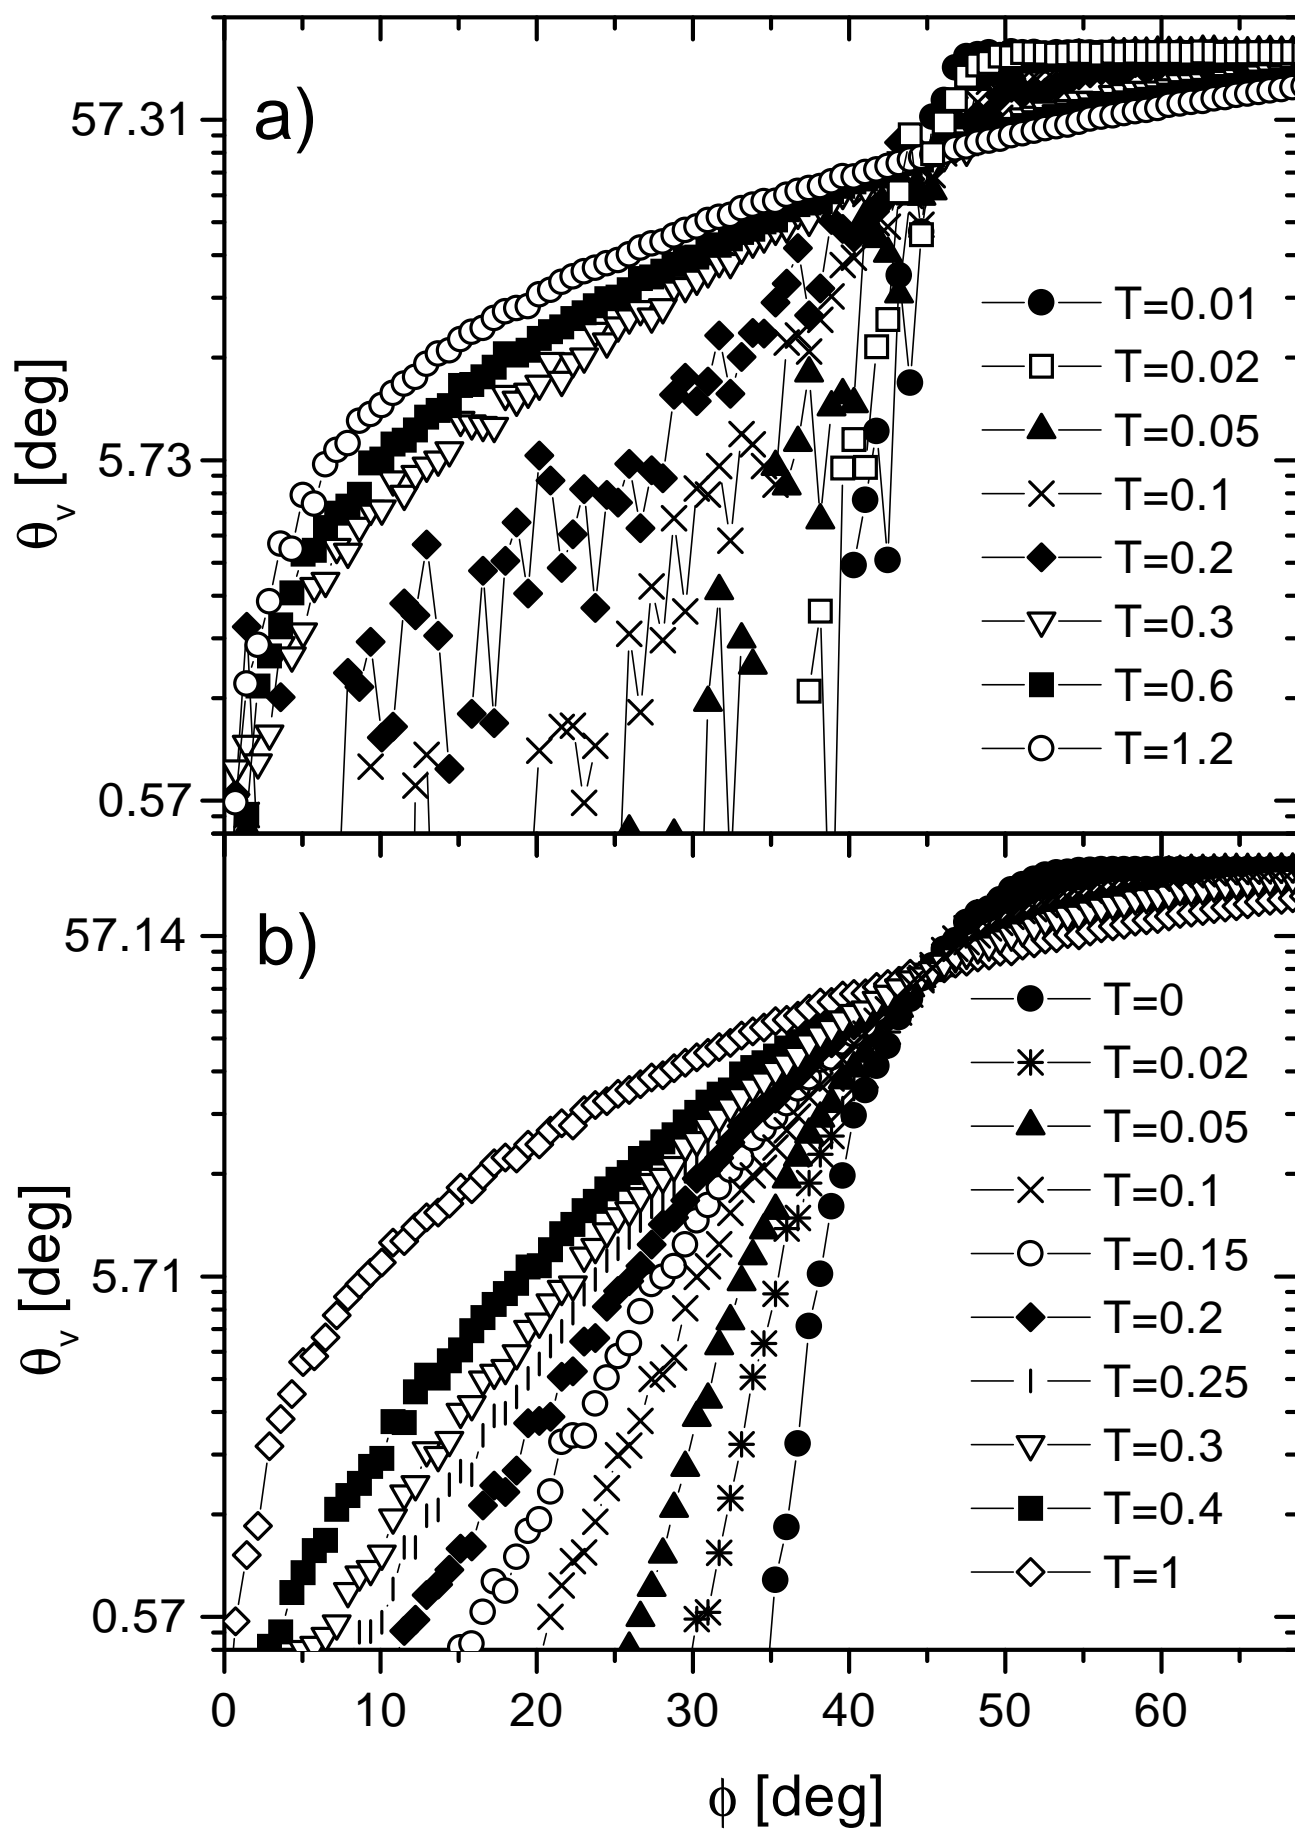 a)
57.31
5.73
0.57
θv [deg]
T=0.01
T=0.02
T=0.05
T=0.1
T=0.2
T=0.3
T=0.6
T=1.2
b)
57.14
5.71
0.57
θv [deg]
T=0
T=0.02
T=0.05
T=0.1
T=0.15
T=0.2
T=0.25
T=0.3
T=0.4
T=1
0 10 20 30 40 50 60
ϕ [deg]